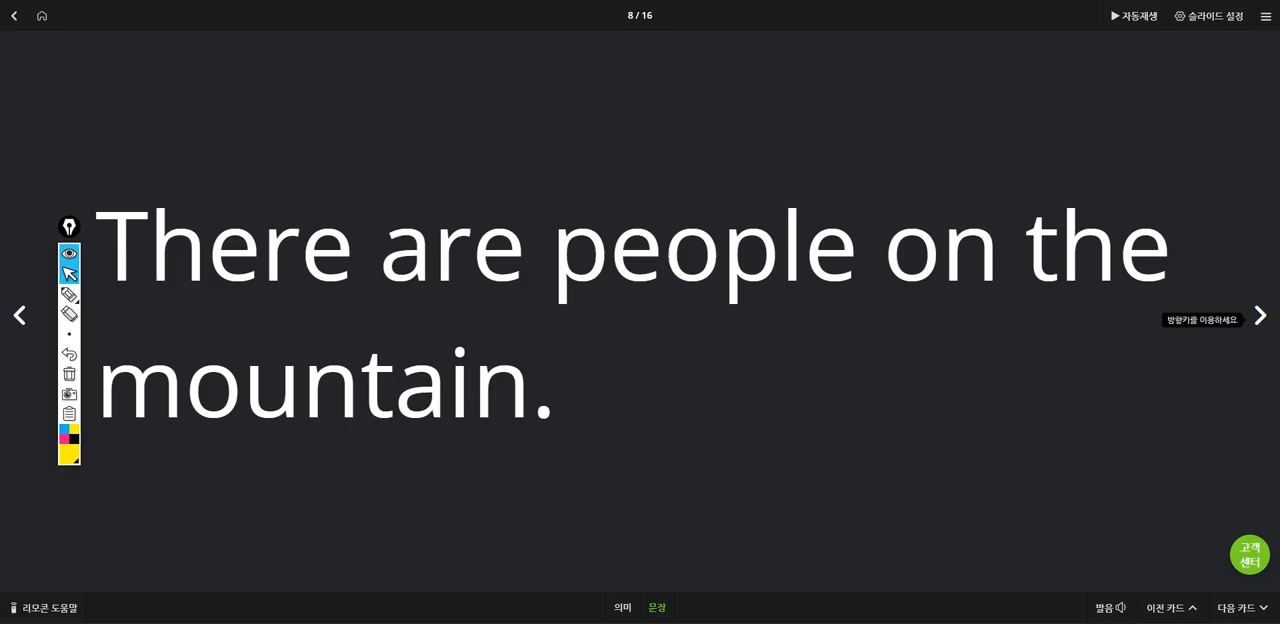 8 / 16
자동재생
슬라이드 설정
There are people on the
mountain.
방향키를 이용하세요
고객
센터
리모콘 도움말
의미
문장
발음
이전 카드
다음 카드